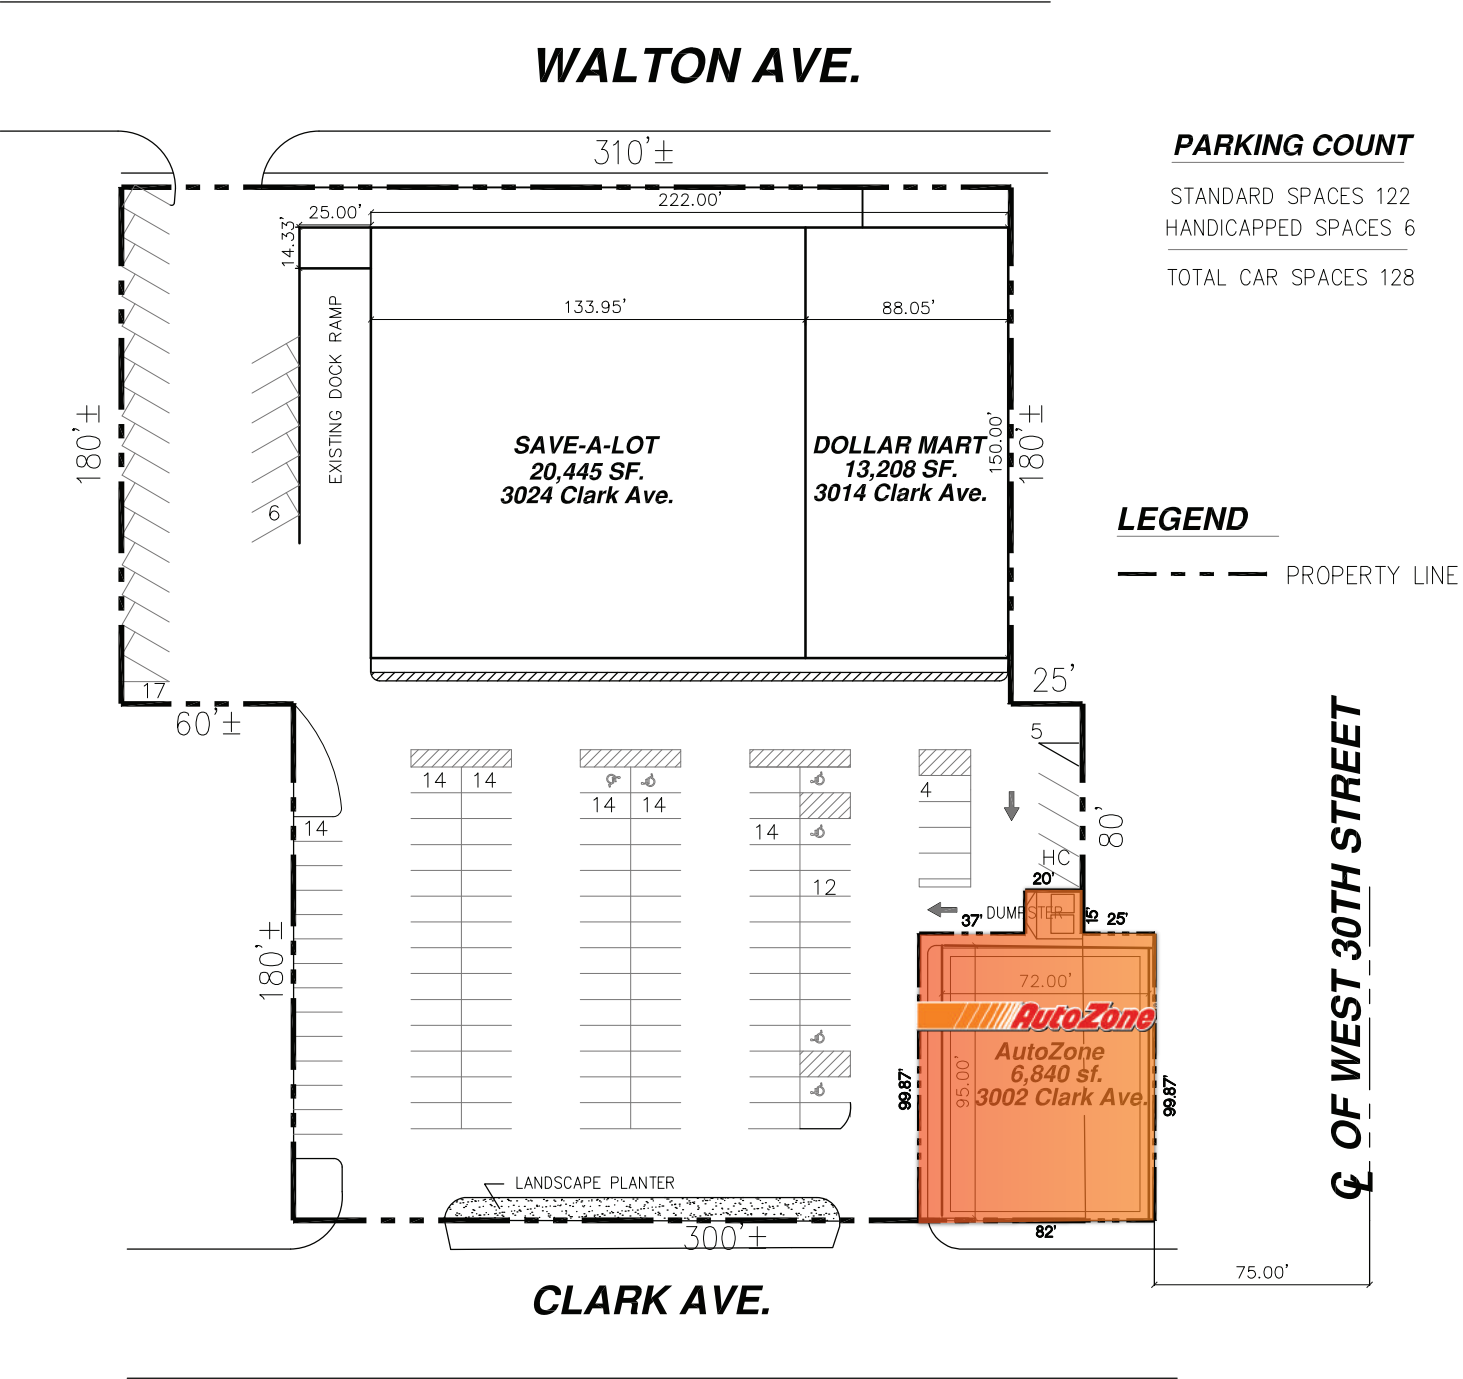 WALTON AVE.
310'±
PARKING COUNT
STANDARD SPACES 122
HANDICAPPED SPACES 6
TOTAL CAR SPACES 128
222.00'
25.00'
14.33'
133.95'
88.05'
EXISTING DOCK RAMP
180'±
SAVE-A-LOT
20,445 SF.
3024 Clark Ave.
DOLLAR MART
13,208 SF.
3014 Clark Ave.
150.00'
180'±
6
LEGEND
PROPERTY LINE
17
60'±
25'
5
14
14
14
14
14
14
12
4
80'
HC
20'
DUMPSTER
37'
15'
25'
180'±
72.00'
AutoZone
AutoZone
6,840 sf.
3002 Clark Ave.
95.00'
99.87'
99.87'
℄ OF WEST 30TH STREET
LANDSCAPE PLANTER
300'±
82'
75.00'
CLARK AVE.